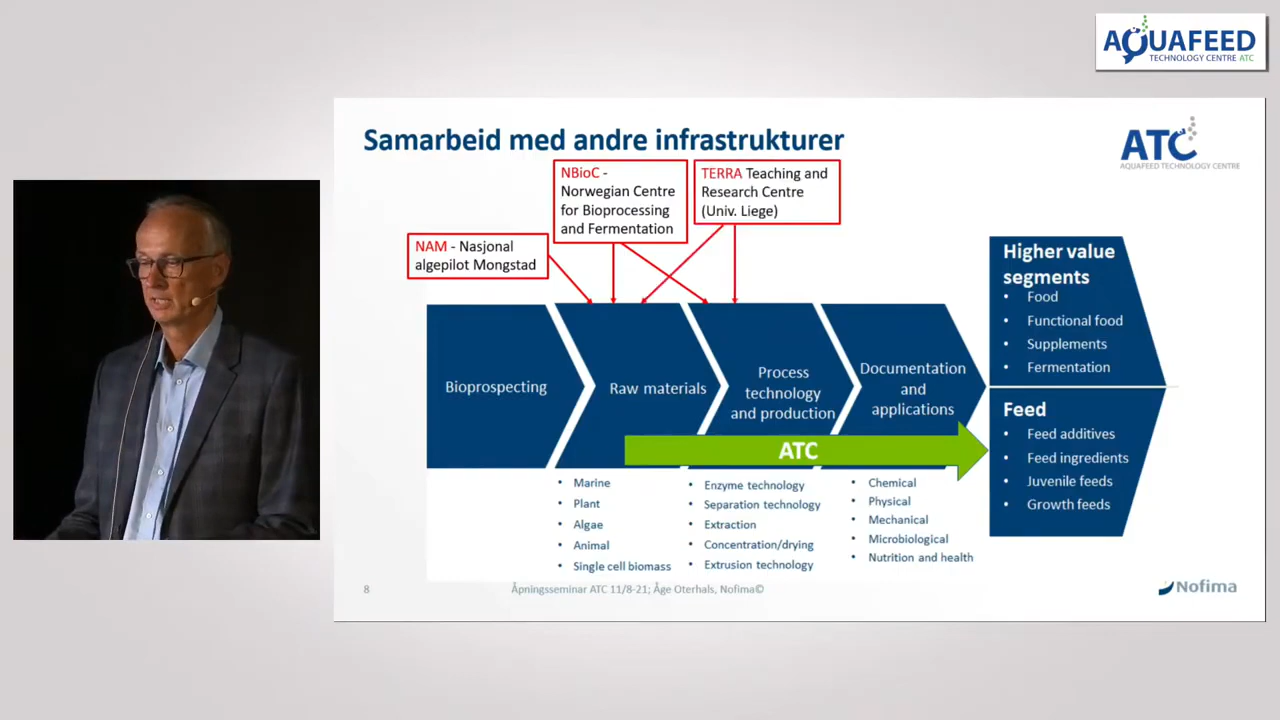 AQUAFEED
TECHNOLOGY CENTRE ATC
Samarbeid med andre infrastrukturer
ATC
AQUAFEED TECHNOLOGY CENTRE
NBioC -
Norwegian Centre
for Bioprocessing
and Fermentation
TERRA Teaching and
Research Centre
(Univ. Liege)
NAM - Nasjonal
algepilot Mongstad
Bioprospecting
Raw materials
Process
technology
and production
Documentation
and
applications
ATC
Higher value
segments
• Food
• Functional food
• Supplements
• Fermentation
Feed
• Feed additives
• Feed ingredients
• Juvenile feeds
• Growth feeds
• Marine
• Plant
• Algae
• Animal
• Single cell biomass
• Enzyme technology
• Separation technology
• Extraction
• Concentration/drying
• Extrusion technology
• Chemical
• Physical
• Mechanical
• Microbiological
• Nutrition and health
8
Åpningsseminar ATC 11/8-21; Åge Oterhals, Nofima©
Nofima